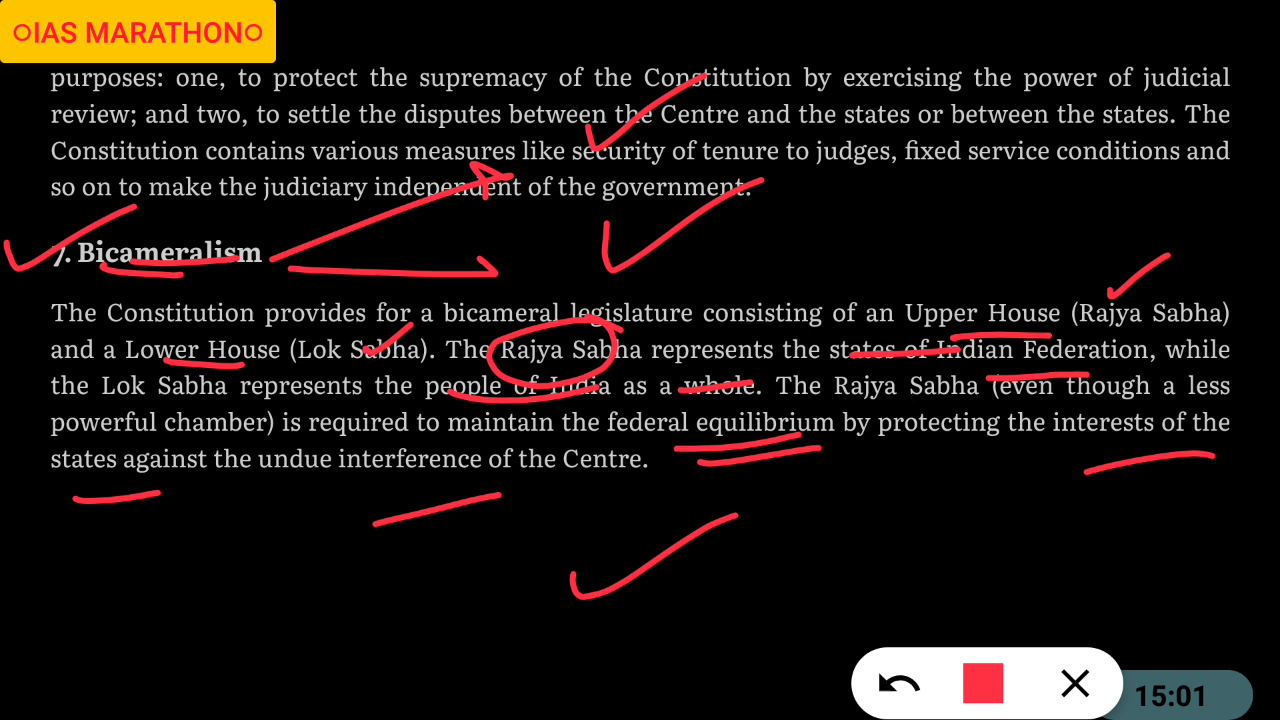 ○IAS MARATHON○
purposes: one, to protect the supremacy of the Constitution by exercising the power of judicial
review; and two, to settle the disputes between the Centre and the states or between the states. The
Constitution contains various measures like security of tenure to judges, fixed service conditions and
so on to make the judiciary independent of the government.
7. Bicameralism
The Constitution provides for a bicameral legislature consisting of an Upper House (Rajya Sabha)
and a Lower House (Lok Sabha). The Rajya Sabha represents the states of Indian Federation, while
the Lok Sabha represents the people of India as a whole. The Rajya Sabha (even though a less
powerful chamber) is required to maintain the federal equilibrium by protecting the interests of the
states against the undue interference of the Centre.
15:01